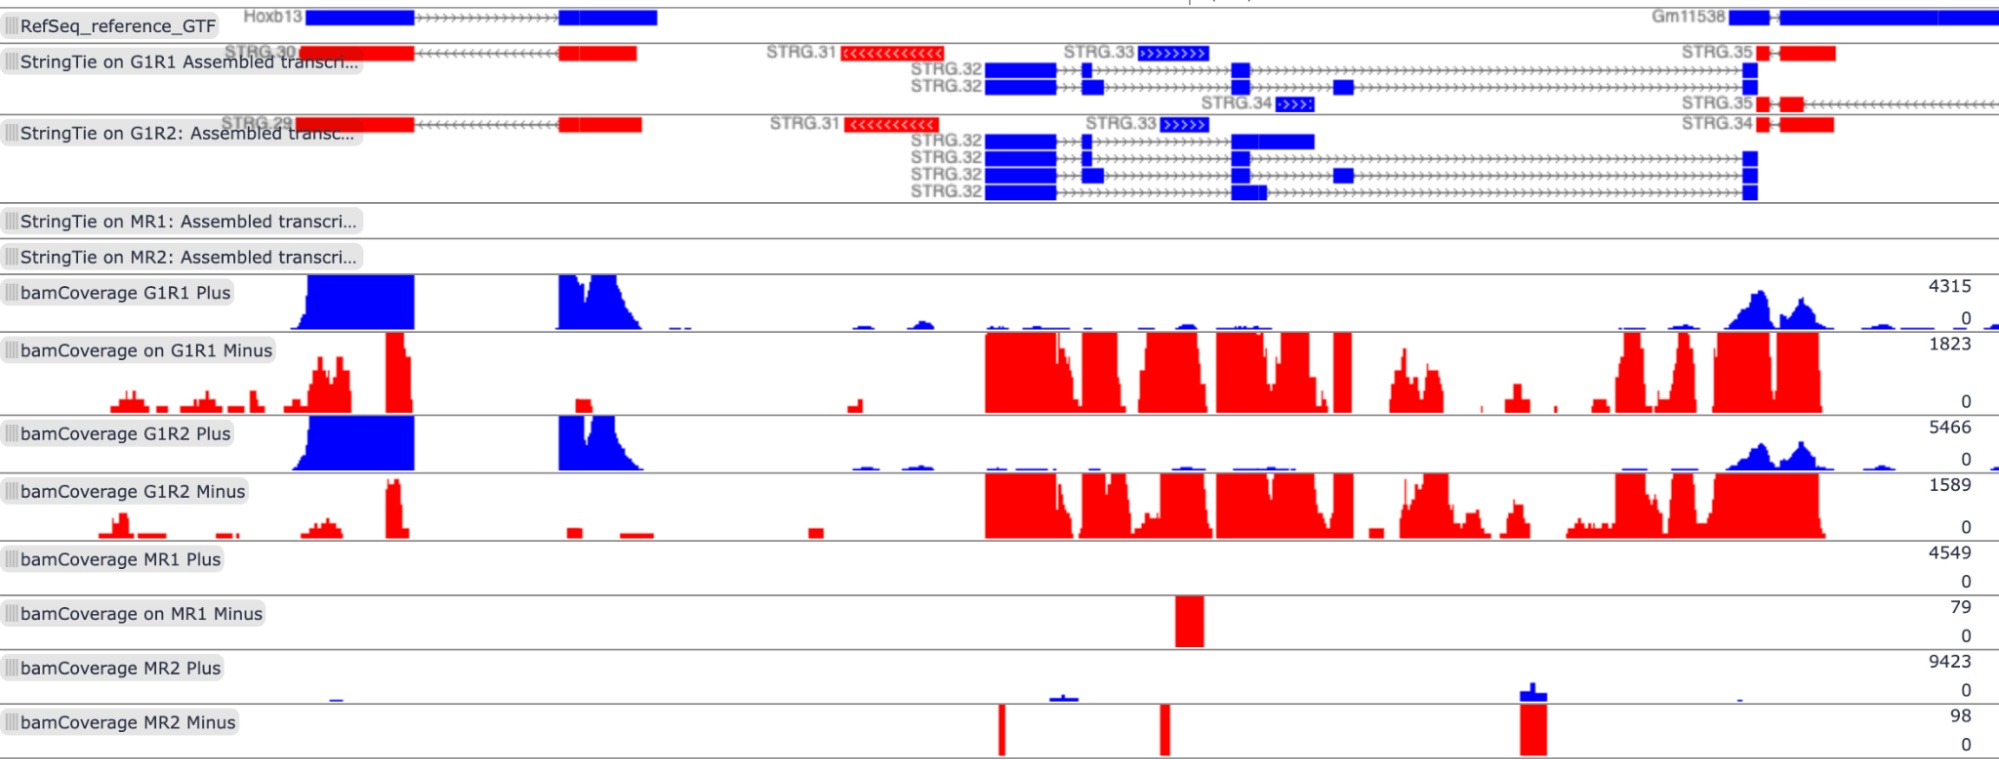 Hoxb13 Gm11538
RefSeq_reference_GTF
STRG.30 STRG.31 STRG.33 STRG.35
StringTie on G1R1 Assembled transcri...
STRG.32
STRG.32
STRG.34 STRG.35
STRG.29 STRG.31 STRG.33 STRG.34
StringTie on G1R2: Assembled transc...
STRG.32
STRG.32
STRG.32
STRG.32
StringTie on MR1: Assembled transcri...
StringTie on MR2: Assembled transcri...
bamCoverage G1R1 Plus 4315
0
bamCoverage on G1R1 Minus 1823
0
bamCoverage G1R2 Plus 5466
0
bamCoverage G1R2 Minus 1589
0
bamCoverage MR1 Plus 4549
0
bamCoverage on MR1 Minus 79
0
bamCoverage MR2 Plus 9423
0
bamCoverage MR2 Minus 98
0